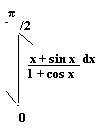 π
/2
x + sin x dx
1 + cos x
0